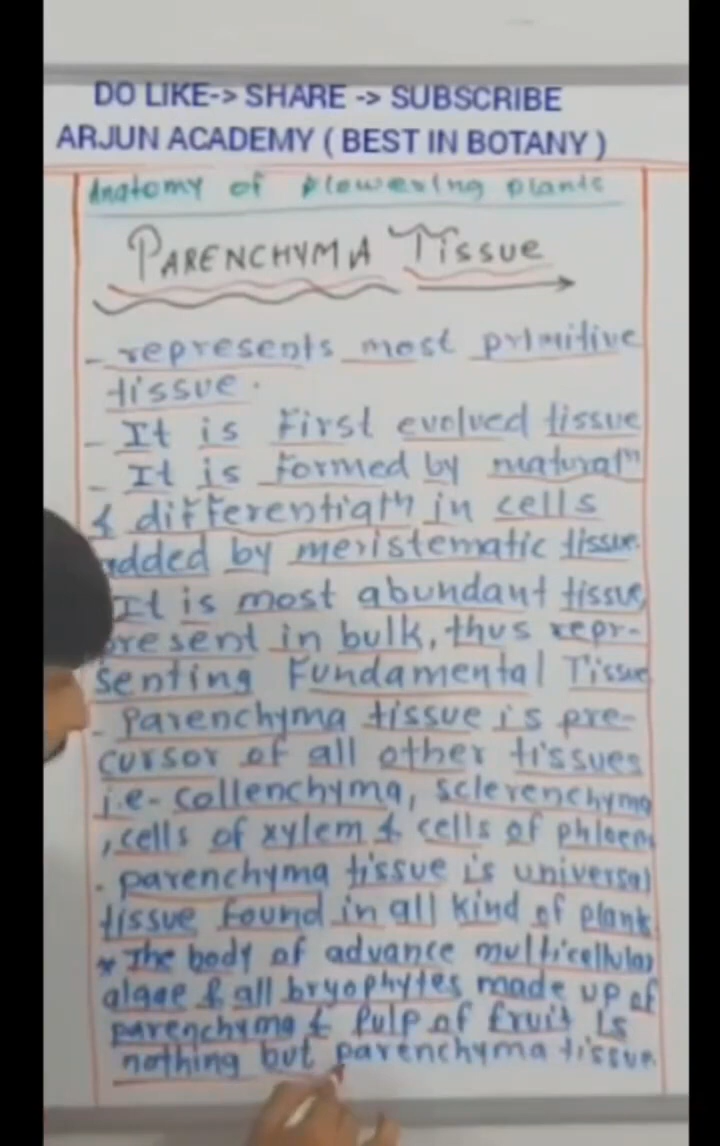 DO LIKE-> SHARE -> SUBSCRIBE
ARJUN ACADEMY ( BEST IN BOTANY )
Anatomy of Flowering plants
PARENCHYMA TISSUE
- represents most primitive
tissue.
- It is First evolved tissue
- It is formed by maturatn
& differentiatn in cells
added by meristematic tissue.
It is most abundant tissue,
present in bulk, thus repr-
senting Fundamental Tissue
- Parenchyma tissue is pre-
cursor of all other tissues
i.e- collenchyma, sclerenchyma
, cells of xylem & cells of phloem
- parenchyma tissue is universal
tissue found in all kind of plant
* The body of advance multicellular
algae & all bryophytes made up of
parenchyma & Pulp of fruit is
nothing but parenchyma tissue.